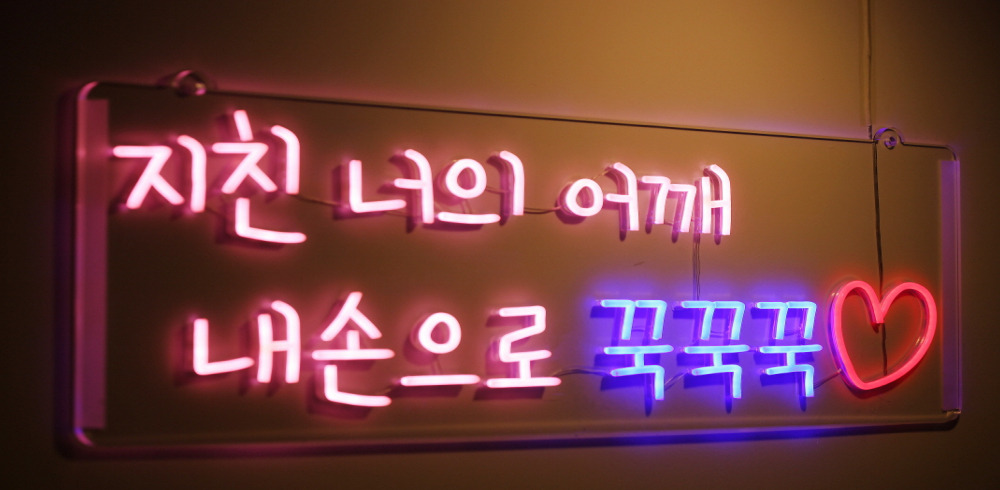 지친 너의 어깨
내손으로 꾹꾹꾹